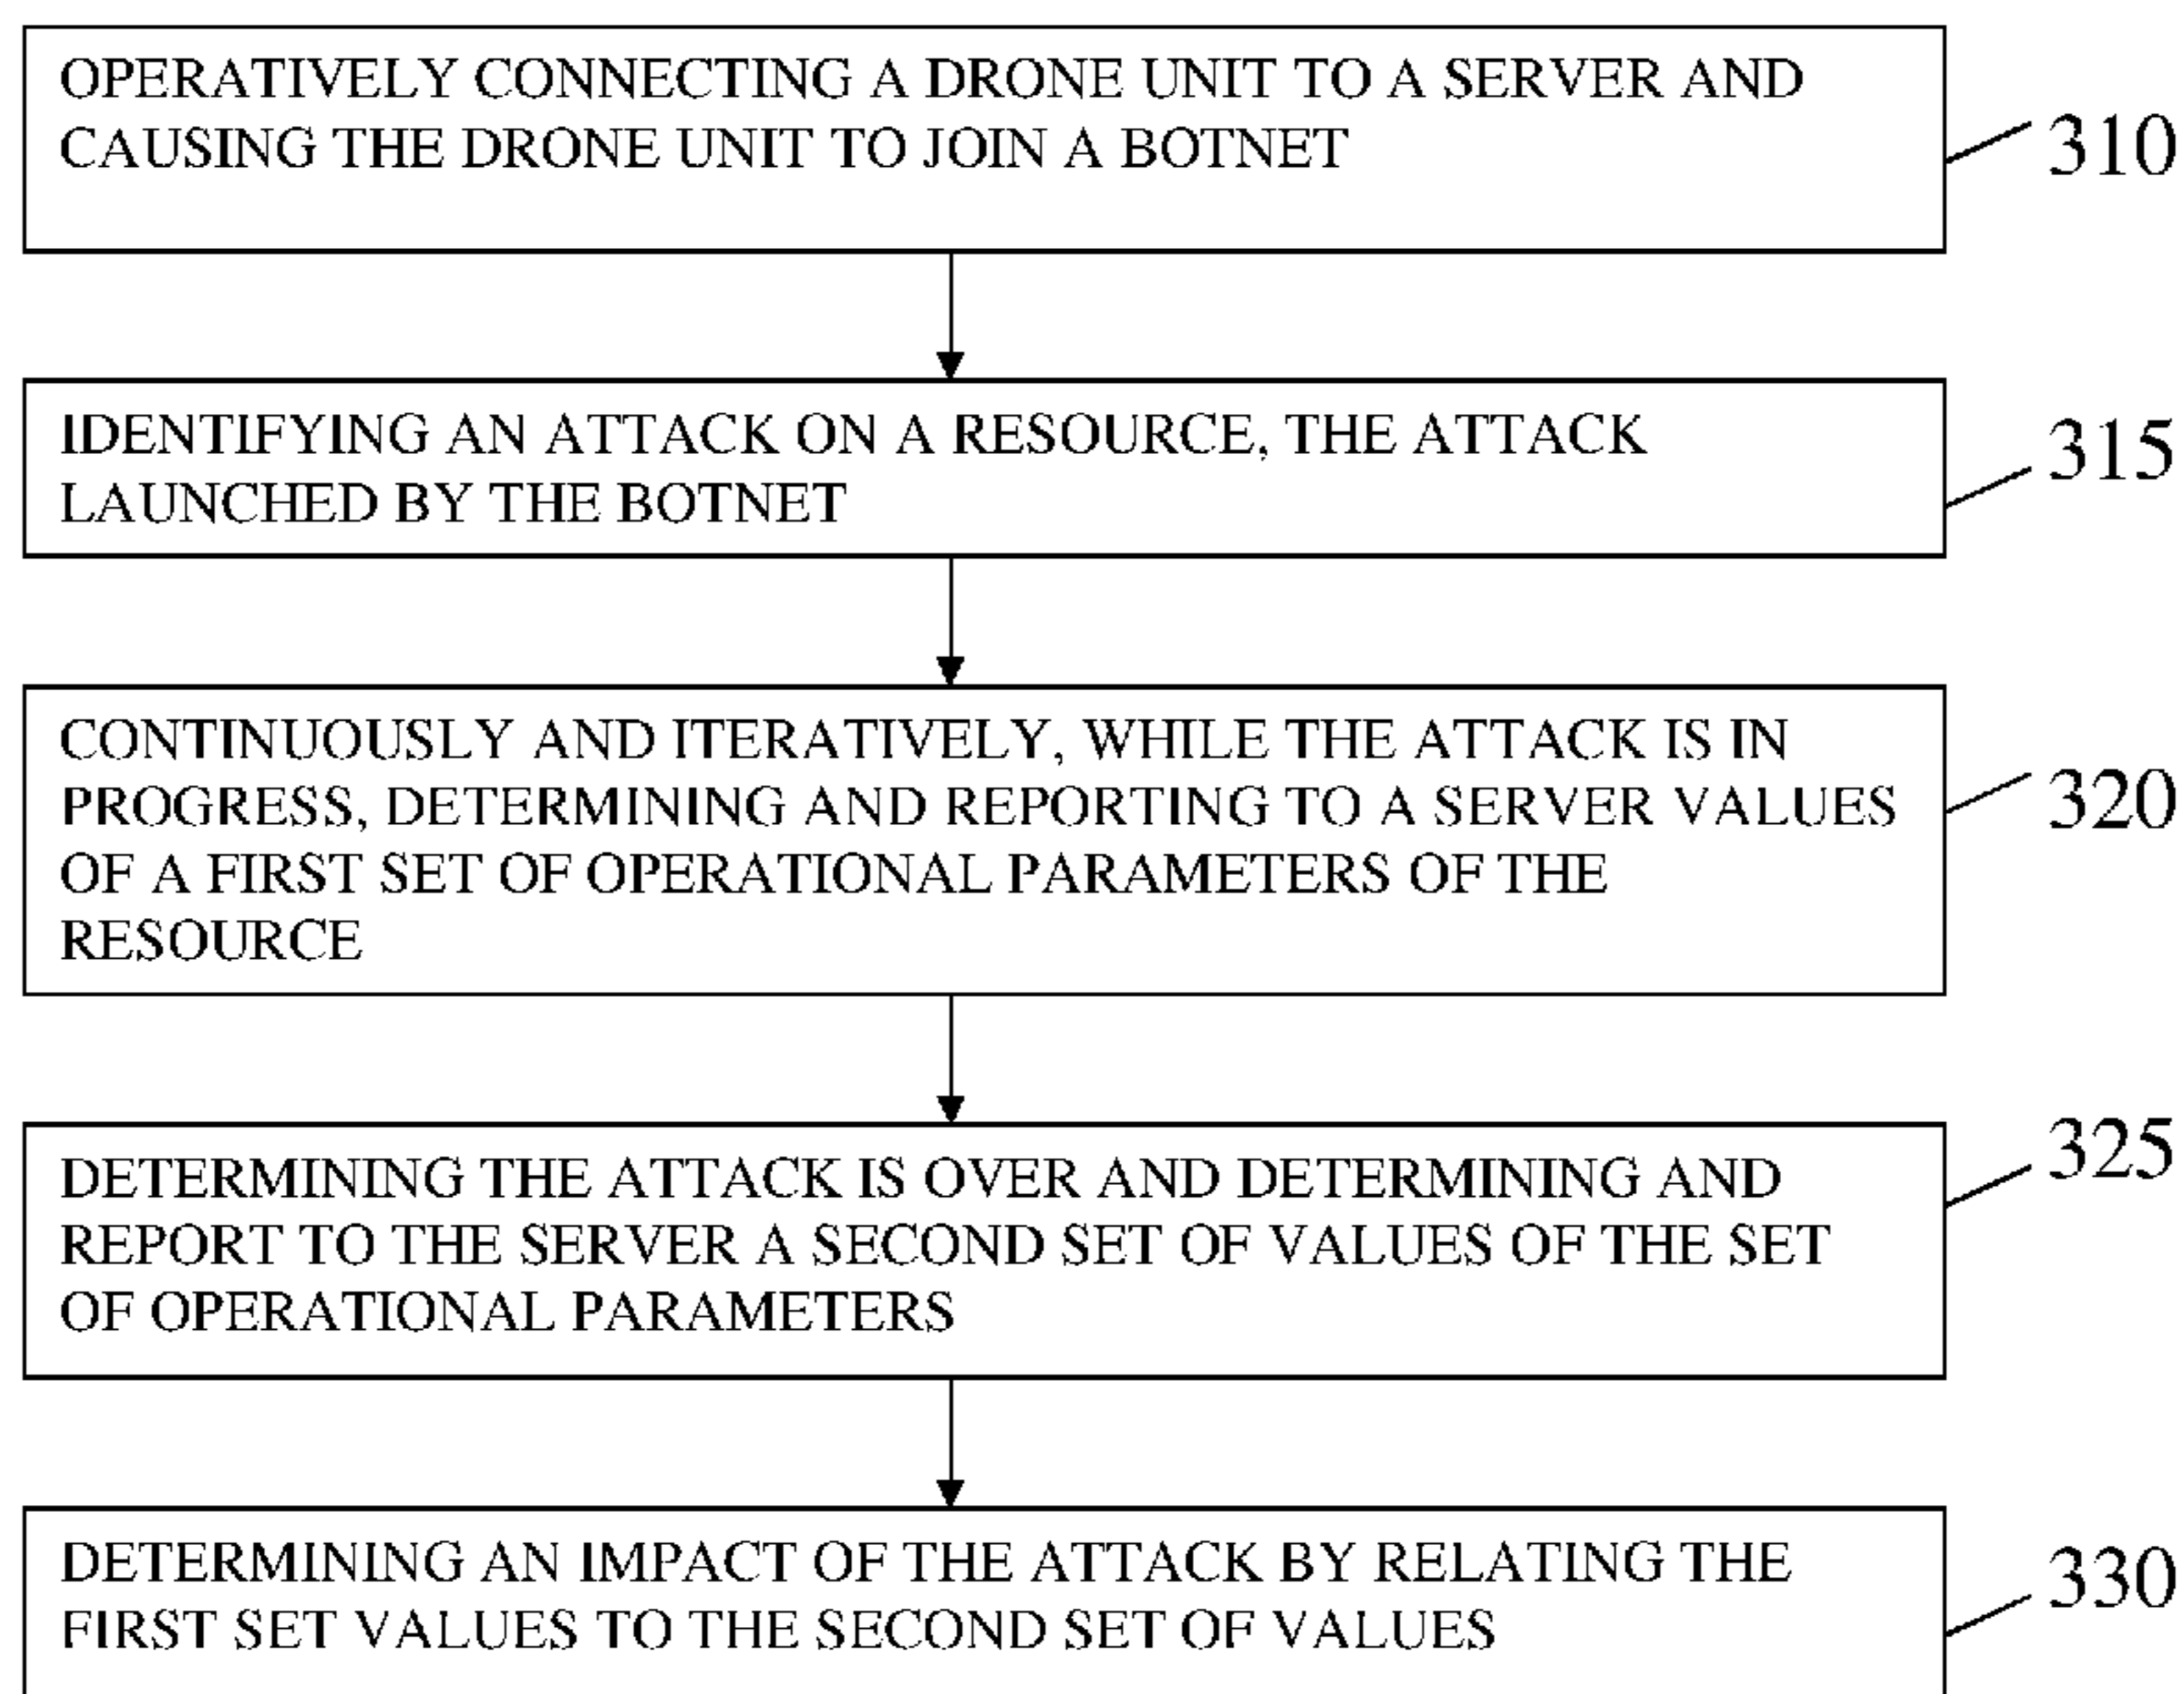 OPERATIVELY CONNECTING A DRONE UNIT TO A SERVER AND
CAUSING THE DRONE UNIT TO JOIN A BOTNET
310
IDENTIFYING AN ATTACK ON A RESOURCE, THE ATTACK
LAUNCHED BY THE BOTNET
315
CONTINUOUSLY AND ITERATIVELY, WHILE THE ATTACK IS IN
PROGRESS, DETERMINING AND REPORTING TO A SERVER VALUES
OF A FIRST SET OF OPERATIONAL PARAMETERS OF THE
RESOURCE
320
DETERMINING THE ATTACK IS OVER AND DETERMINING AND
REPORT TO THE SERVER A SECOND SET OF VALUES OF THE SET
OF OPERATIONAL PARAMETERS
325
DETERMINING AN IMPACT OF THE ATTACK BY RELATING THE
FIRST SET VALUES TO THE SECOND SET OF VALUES
330